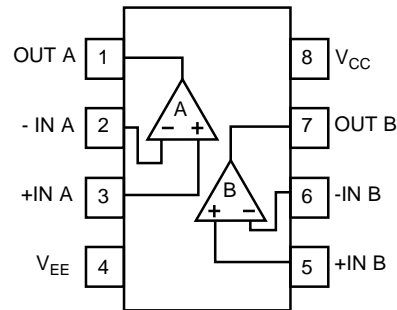 OUT A 1 8 VCC
A
- IN A 2 - + 7 OUT B
+IN A 3 B 6 -IN B
+ -
VEE 4 5 +IN B